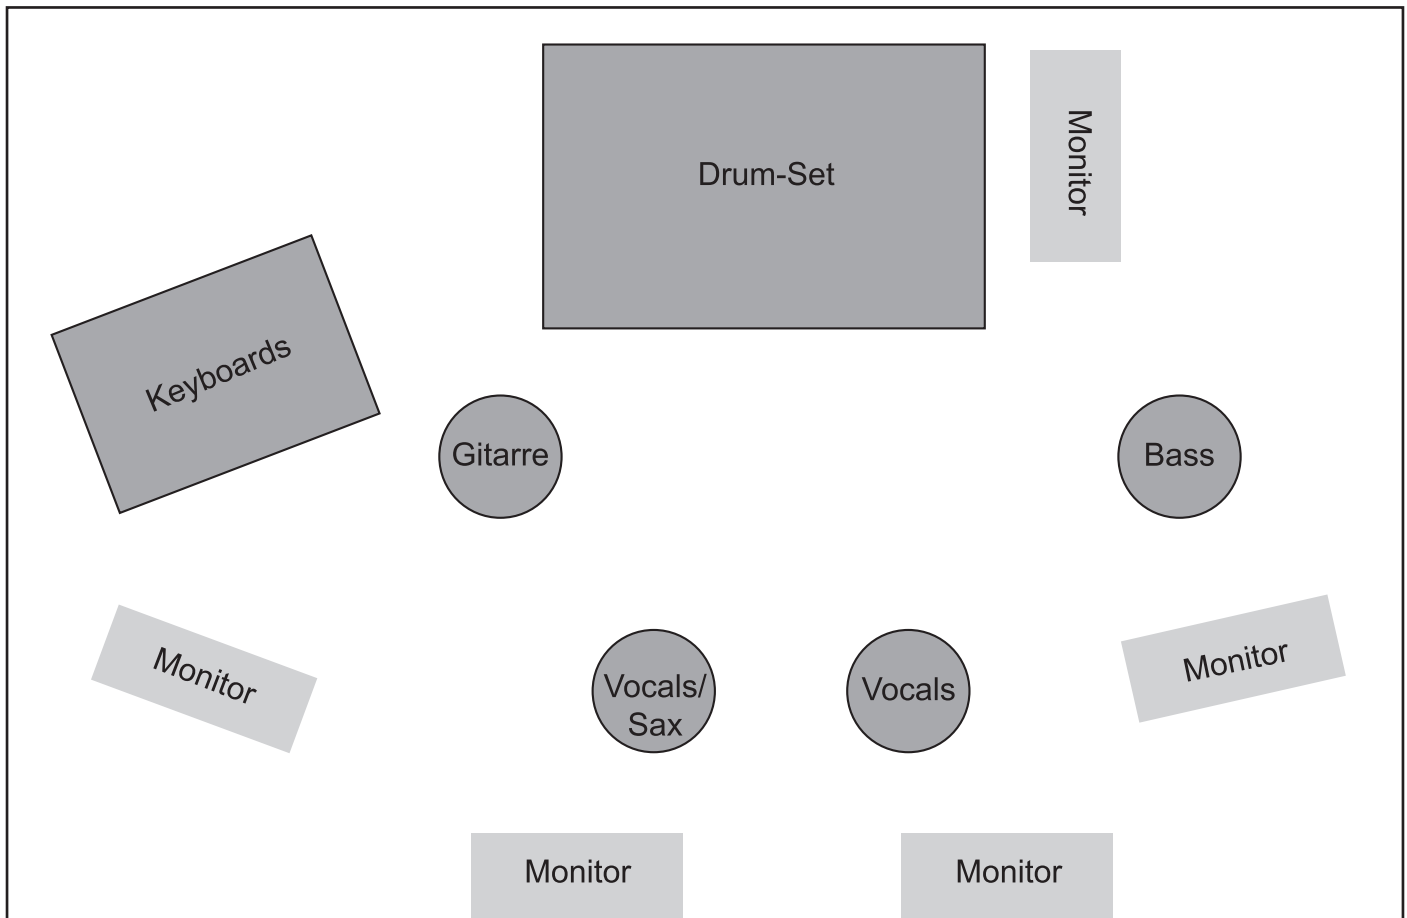 Drum-Set
Monitor
Keyboards
Gitarre
Bass
Monitor
Vocals/
Sax
Vocals
Monitor
Monitor
Monitor